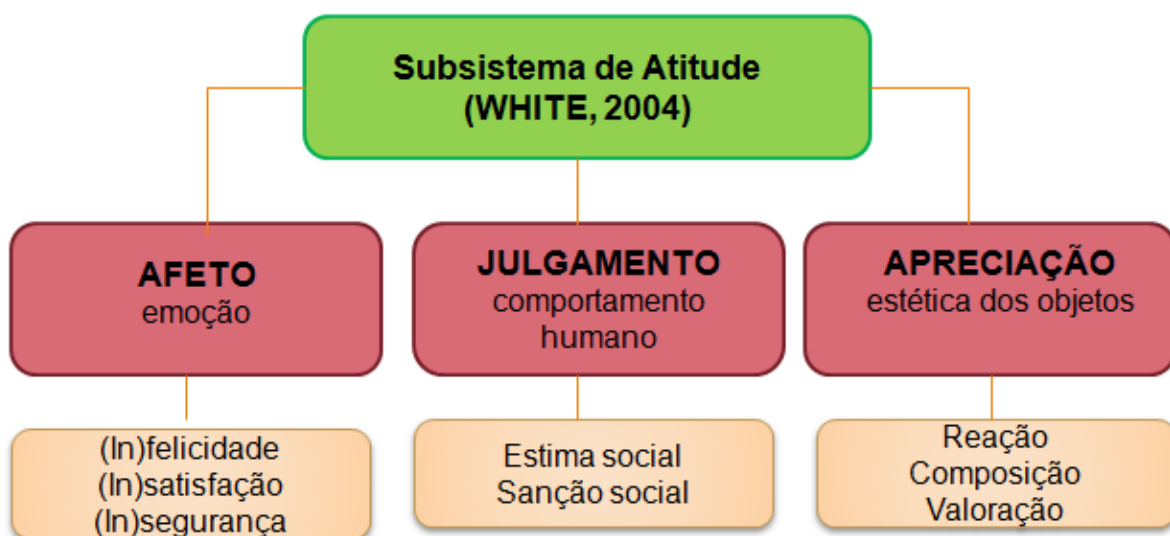 Subsistema de Atitude
(WHITE, 2004)
AFETO
emoção
JULGAMENTO
comportamento
humano
APRECIAÇÃO
estética dos objetos
(In)felicidade
(In)satisfação
(In)segurança
Estima social
Sanção social
Reação
Composição
Valoração